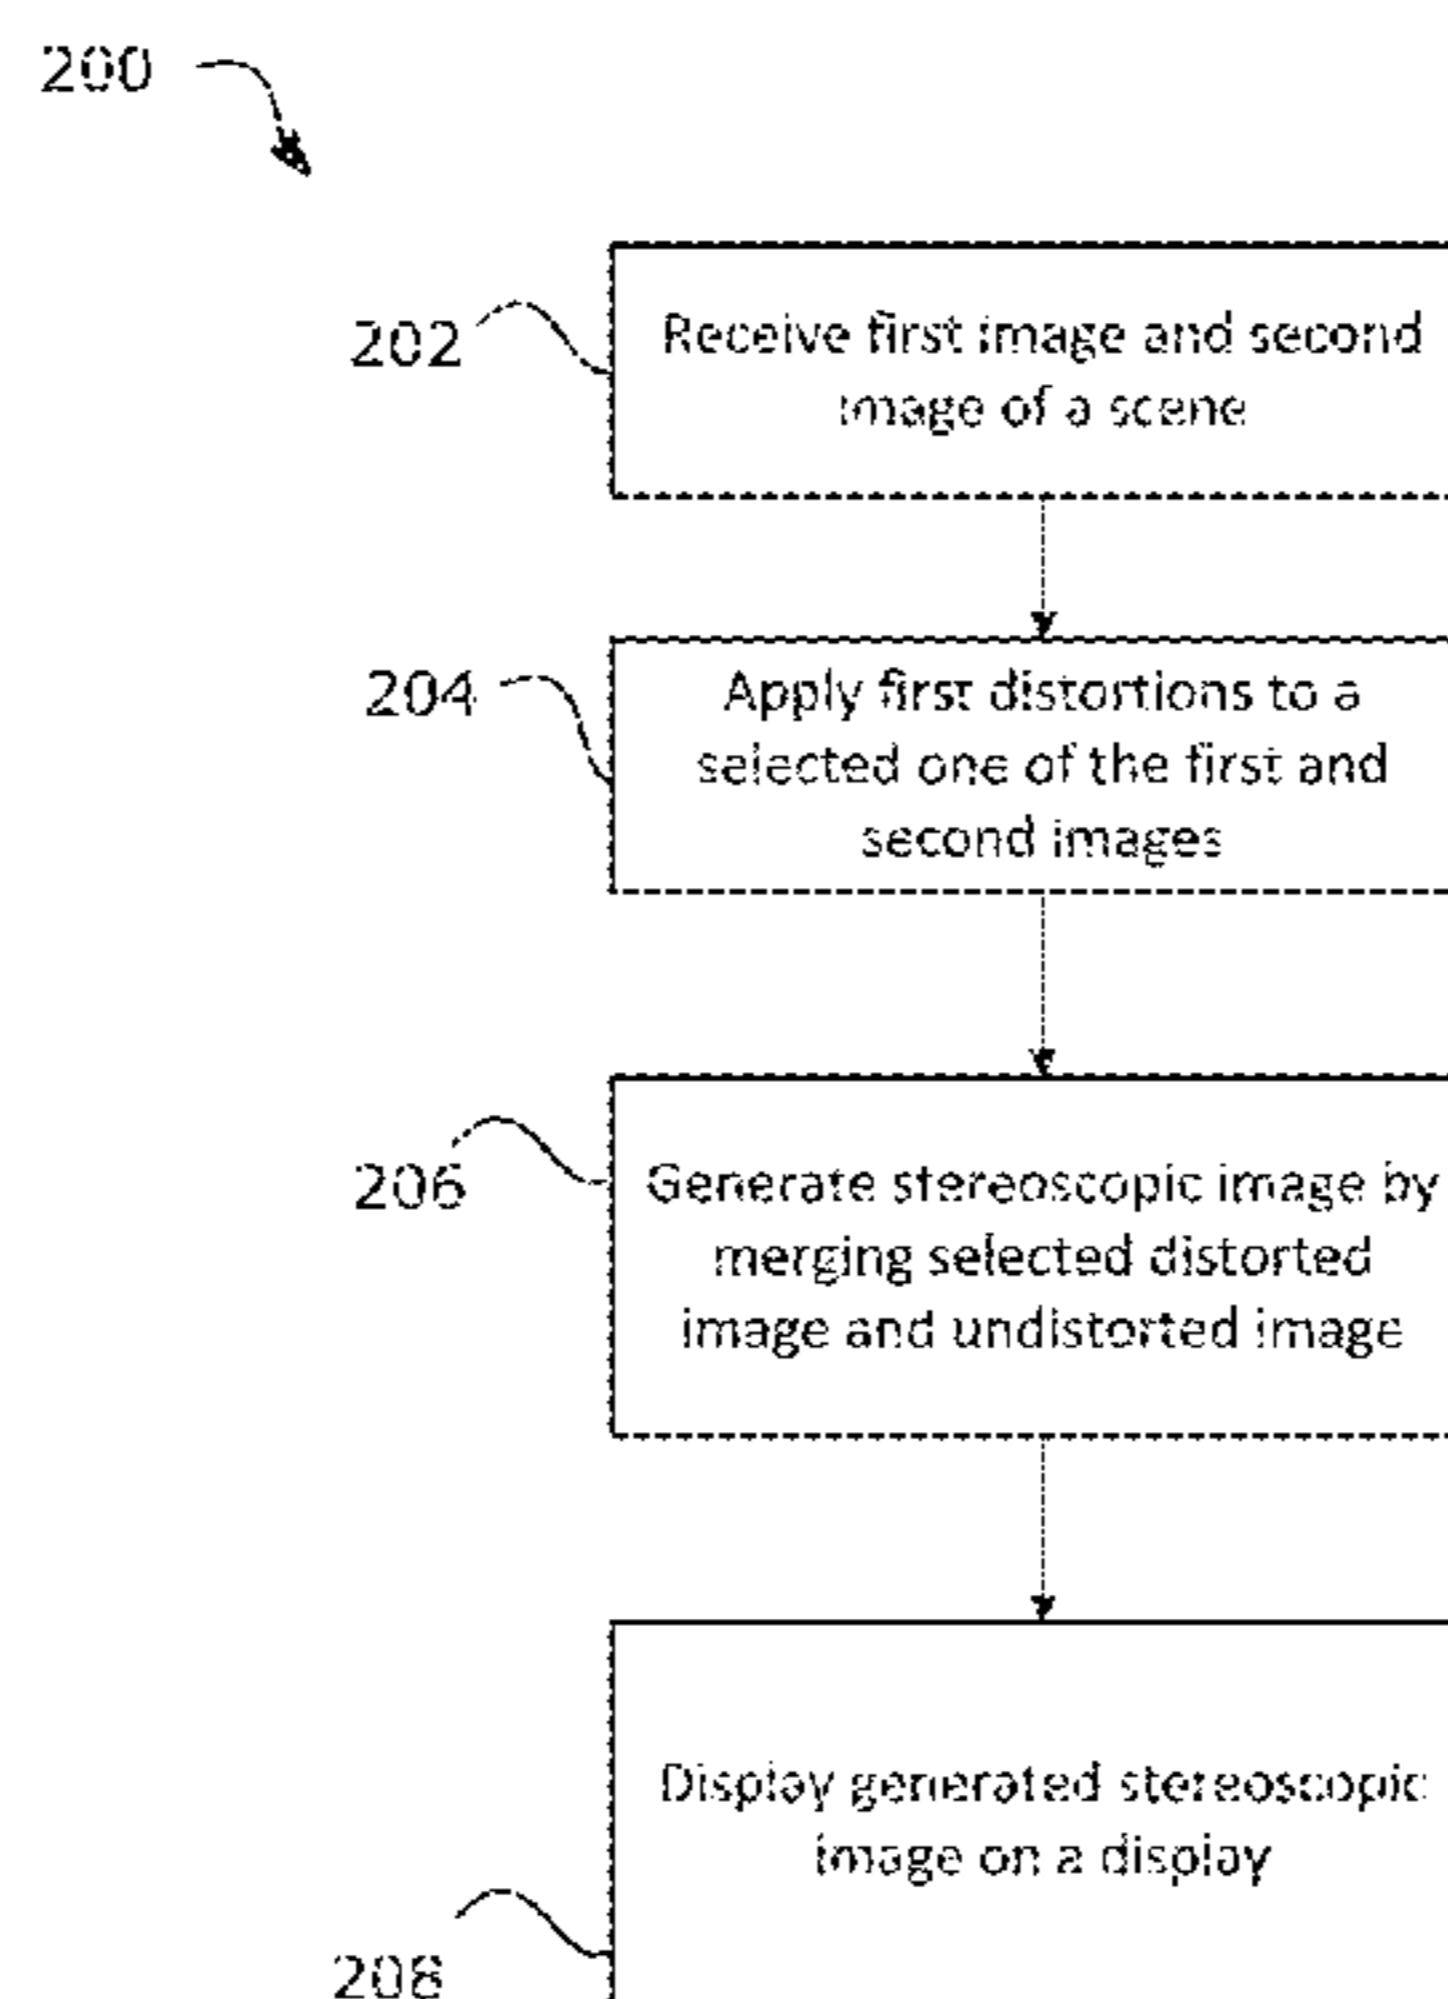 200
202
Receive first image and second
image of a scene
204
Apply first distortions to a
selected one of the first and
second images
206
Generate stereoscopic image by
merging selected distorted
image and undistorted image
Display generated stereoscopic
image on a display
208